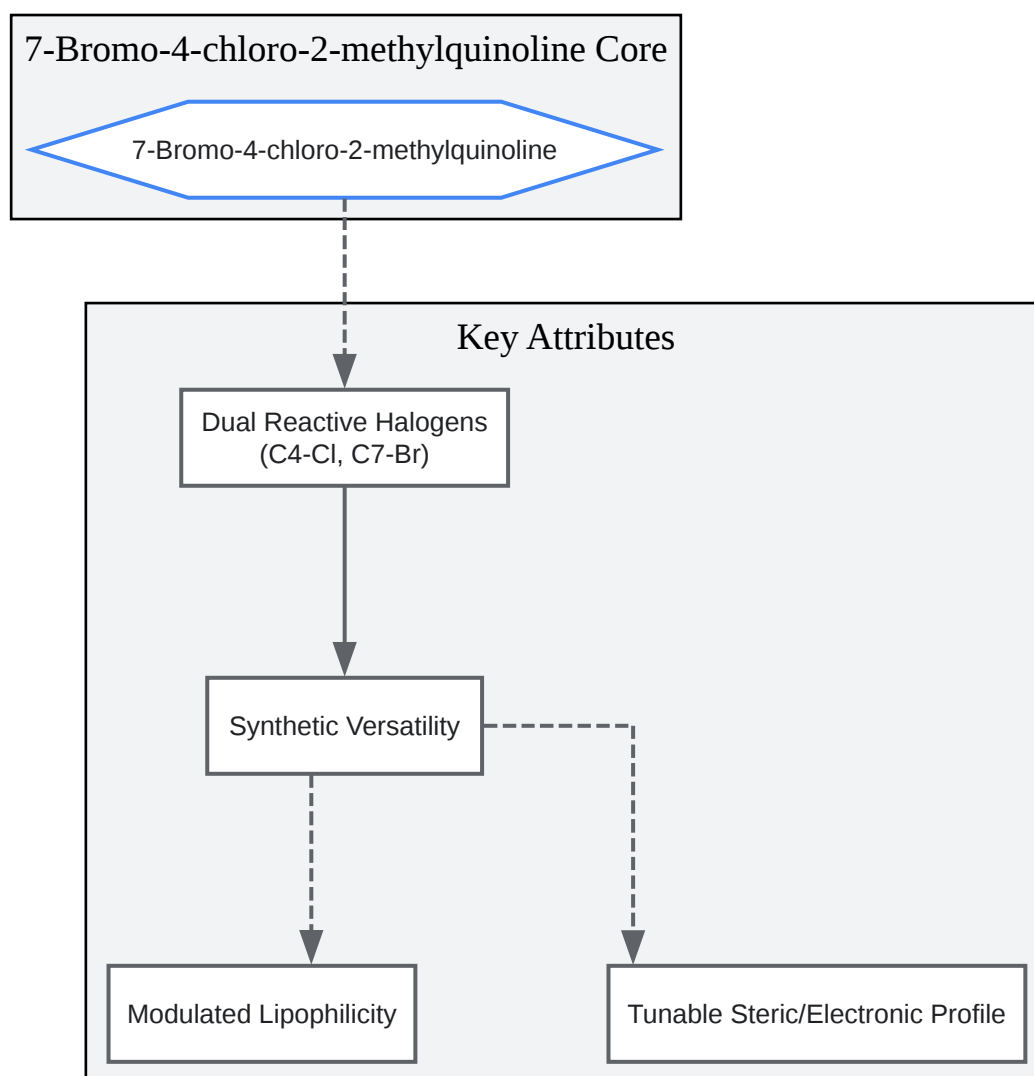 7-Bromo-4-chloro-2-methylquinoline Core
7-Bromo-4-chloro-2-methylquinoline
Key Attributes
Dual Reactive Halogens
(C4-Cl, C7-Br)
Synthetic Versatility
Modulated Lipophilicity
Tunable Steric/Electronic Profile